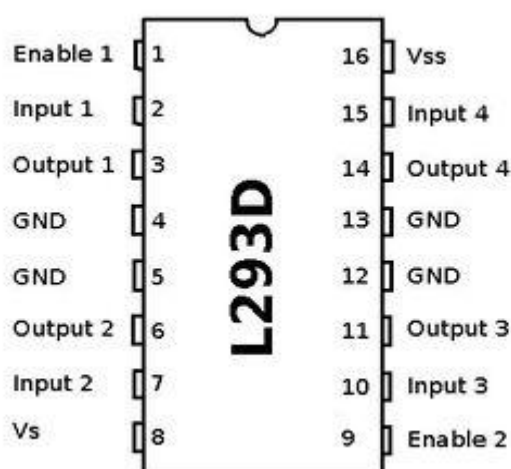 Enable 1 1 16 Vss
Input 1 2 15 Input 4
Output 1 3 14 Output 4
GND 4 13 GND
GND 5 12 GND
Output 2 6 11 Output 3
Input 2 7 10 Input 3
Vs 8 9 Enable 2
L293D